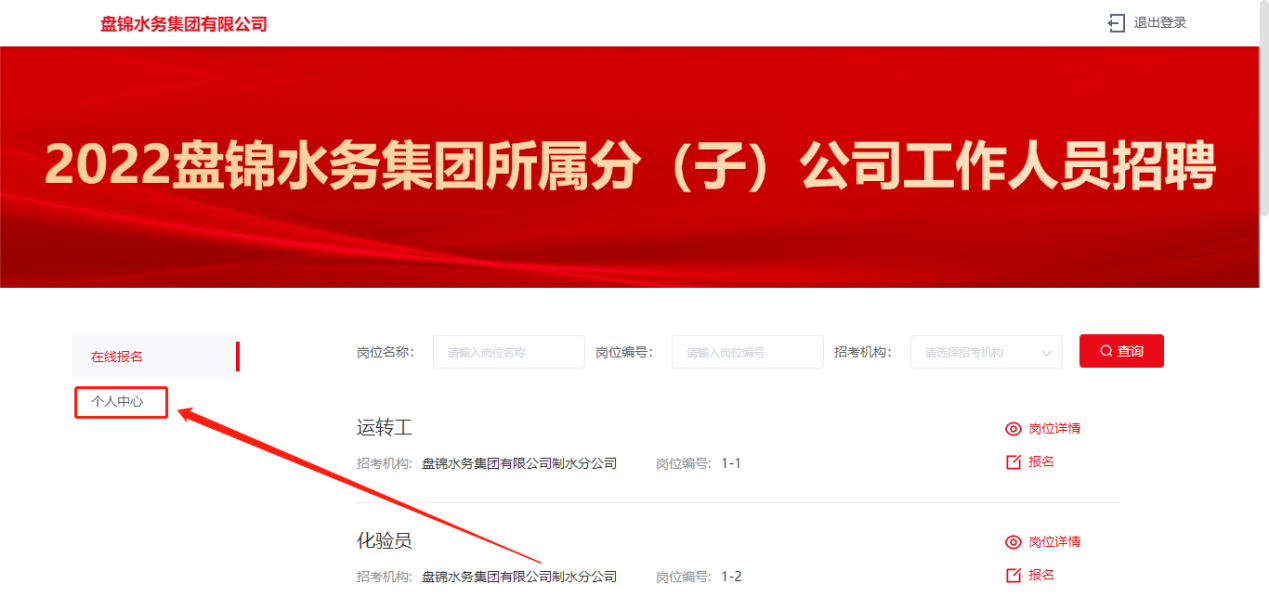 盘锦水务集团有限公司 退出登录
2022盘锦水务集团所属分（子）公司工作人员招聘
在线报名 岗位名称： 请输入岗位名称 岗位编号： 请输入岗位编号 招考机构： 请选择招考机构 查询
个人中心
运转工 岗位详情
招考机构: 盘锦水务集团有限公司制水分公司 岗位编号: 1-1 报名
化验员 岗位详情
招考机构: 盘锦水务集团有限公司制水分公司 岗位编号: 1-2 报名